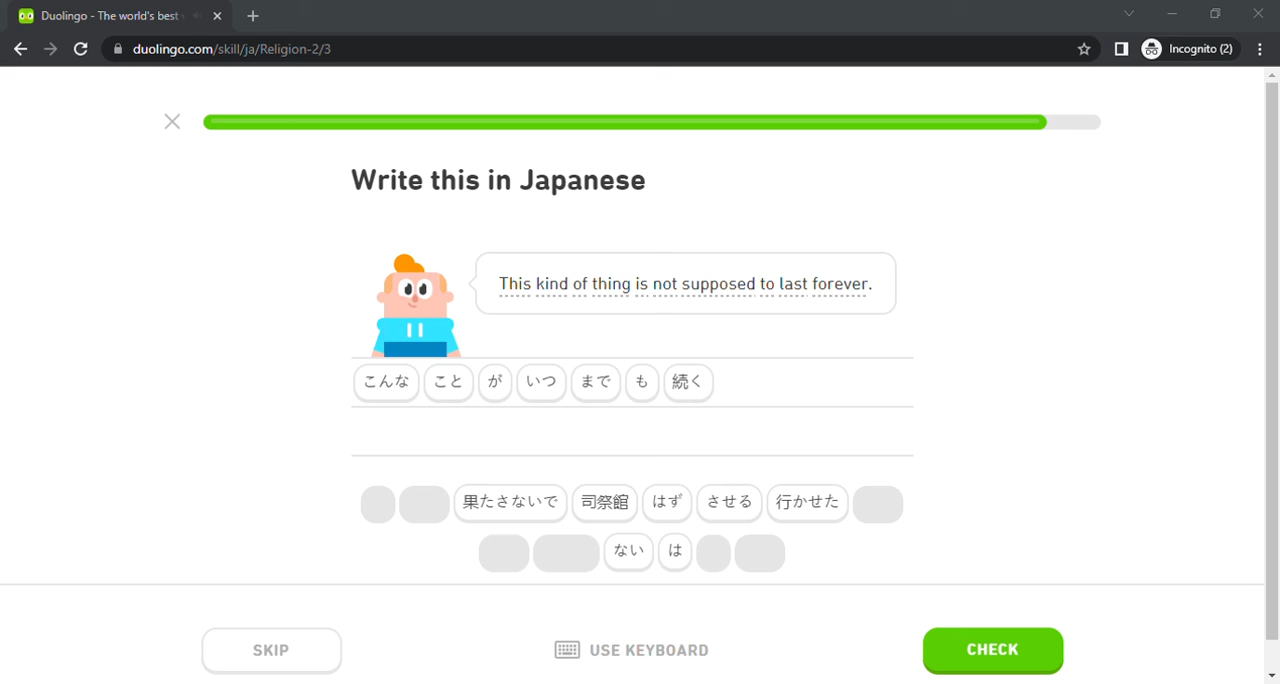 Duolingo - The world's best
duolingo.com/skill/ja/Religion-2/3
Incognito (2)
Write this in Japanese
This kind of thing is not supposed to last forever.
こんな こと が いつ まで も 続く
果たさないで 司祭館 はず させる 行かせた
ない は
SKIP
USE KEYBOARD
CHECK